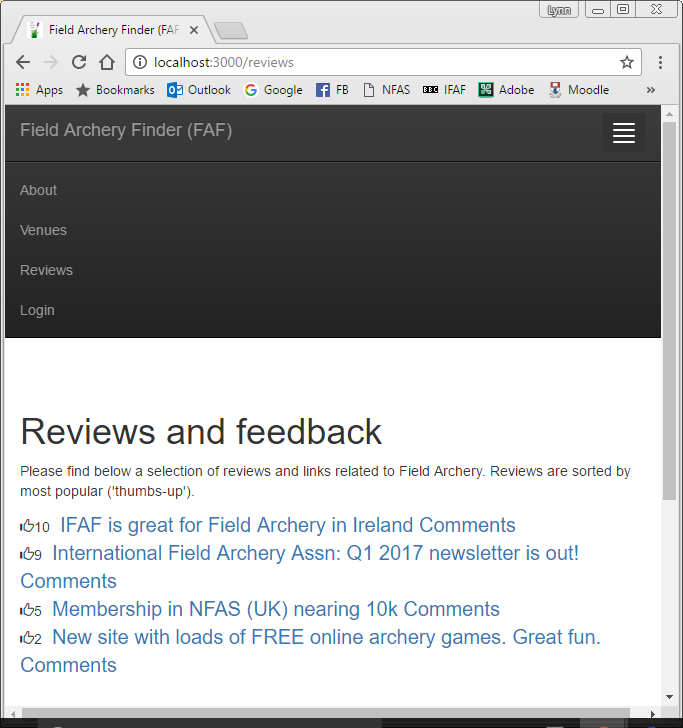 Lynn
Field Archery Finder (FAF
localhost:3000/reviews
Apps Bookmarks Outlook Google FB NFAS BBC IFAF Adobe Moodle »
Field Archery Finder (FAF)
About
Venues
Reviews
Login
Reviews and feedback
Please find below a selection of reviews and links related to Field Archery. Reviews are sorted by
most popular ('thumbs-up').
10 IFAF is great for Field Archery in Ireland Comments
9 International Field Archery Assn: Q1 2017 newsletter is out!
Comments
5 Membership in NFAS (UK) nearing 10k Comments
2 New site with loads of FREE online archery games. Great fun.
Comments